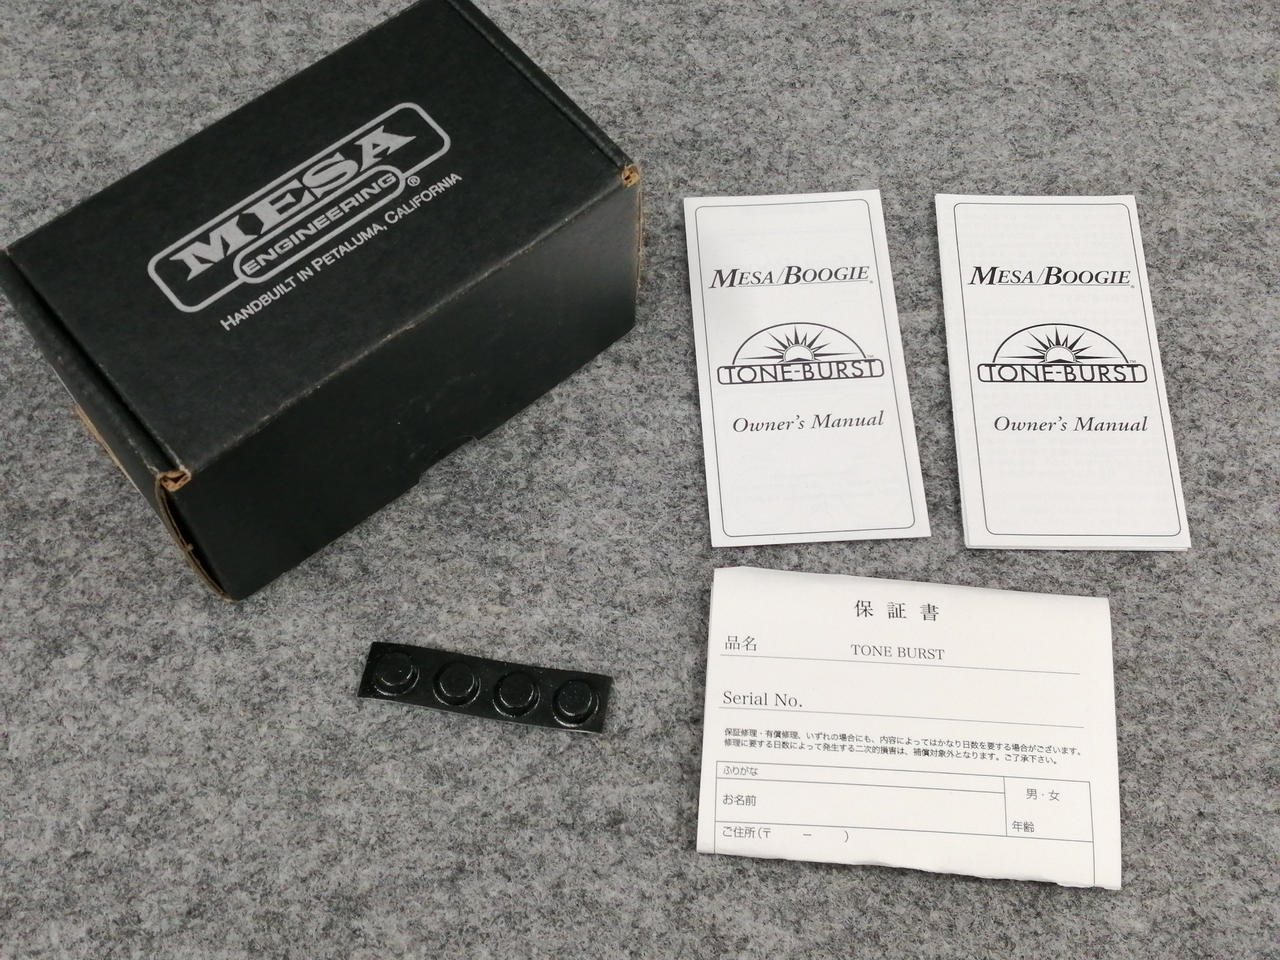 MESA
ENGINEERING®
HANDBUILT IN PETALUMA, CALIFORNIA
MESA/BOOGIE®
TONE-BURST™
Owner's Manual
MESA/BOOGIE®
TONE-BURST™
Owner's Manual
保証書
品名 TONE BURST
Serial No.
保証修理・有償修理、いずれの場合にも、内容によってはかなり日数を要する場合がございます。
修理に要する日数によって発生する二次的損害は、補償対象外となります。ご了承下さい。
ふりがな
男・女
お名前
年齢
ご住所(〒 － )